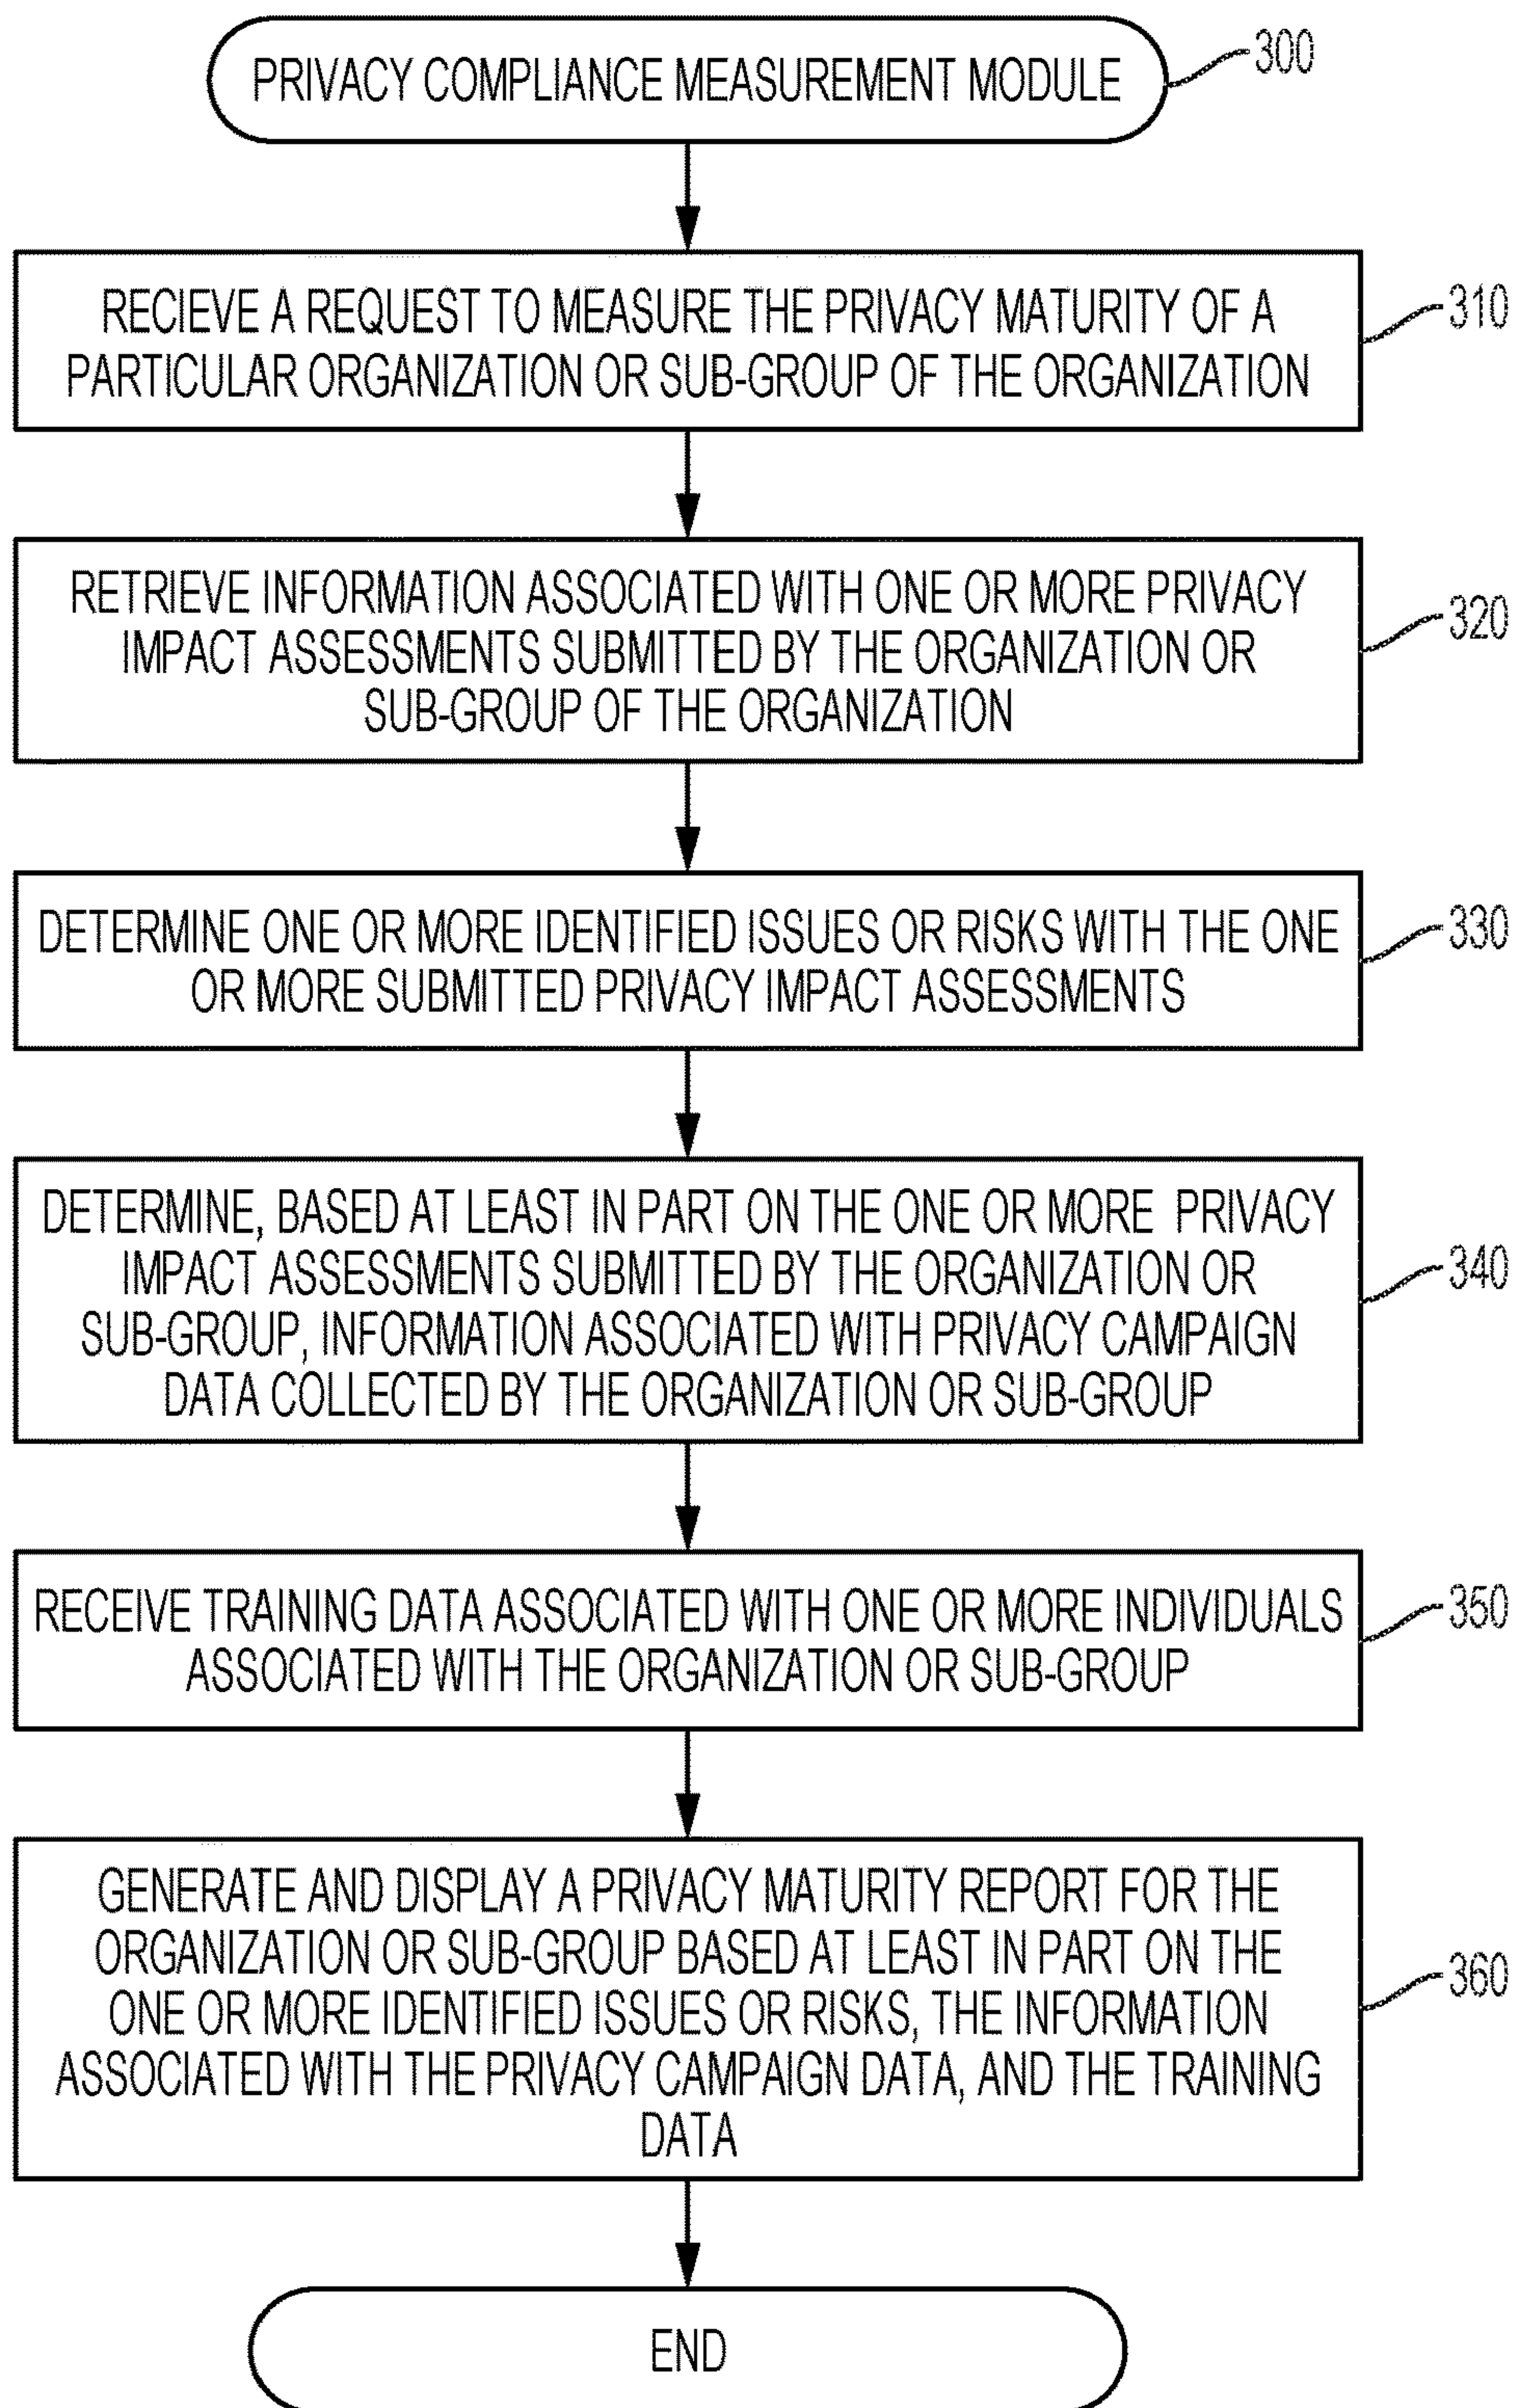 PRIVACY COMPLIANCE MEASUREMENT MODULE
300
RECIEVE A REQUEST TO MEASURE THE PRIVACY MATURITY OF A
PARTICULAR ORGANIZATION OR SUB-GROUP OF THE ORGANIZATION
310
RETRIEVE INFORMATION ASSOCIATED WITH ONE OR MORE PRIVACY
IMPACT ASSESSMENTS SUBMITTED BY THE ORGANIZATION OR
SUB-GROUP OF THE ORGANIZATION
320
DETERMINE ONE OR MORE IDENTIFIED ISSUES OR RISKS WITH THE ONE
OR MORE SUBMITTED PRIVACY IMPACT ASSESSMENTS
330
DETERMINE, BASED AT LEAST IN PART ON THE ONE OR MORE PRIVACY
IMPACT ASSESSMENTS SUBMITTED BY THE ORGANIZATION OR
SUB-GROUP, INFORMATION ASSOCIATED WITH PRIVACY CAMPAIGN
DATA COLLECTED BY THE ORGANIZATION OR SUB-GROUP
340
RECEIVE TRAINING DATA ASSOCIATED WITH ONE OR MORE INDIVIDUALS
ASSOCIATED WITH THE ORGANIZATION OR SUB-GROUP
350
GENERATE AND DISPLAY A PRIVACY MATURITY REPORT FOR THE
ORGANIZATION OR SUB-GROUP BASED AT LEAST IN PART ON THE
ONE OR MORE IDENTIFIED ISSUES OR RISKS, THE INFORMATION
ASSOCIATED WITH THE PRIVACY CAMPAIGN DATA, AND THE TRAINING
DATA
360
END